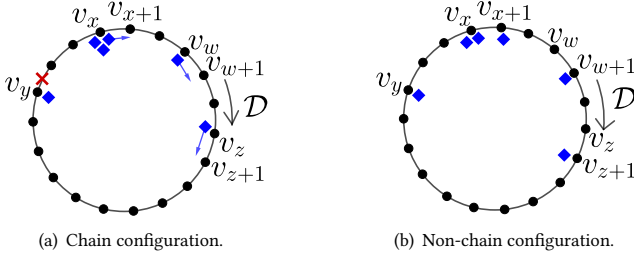 v_x v_{x+1}
v_w
v_{w+1}
v_y
𝒟
v_z
v_{z+1}
(a) Chain configuration.
v_x v_{x+1}
v_w
v_{w+1}
v_y
𝒟
v_z
v_{z+1}
(b) Non-chain configuration.